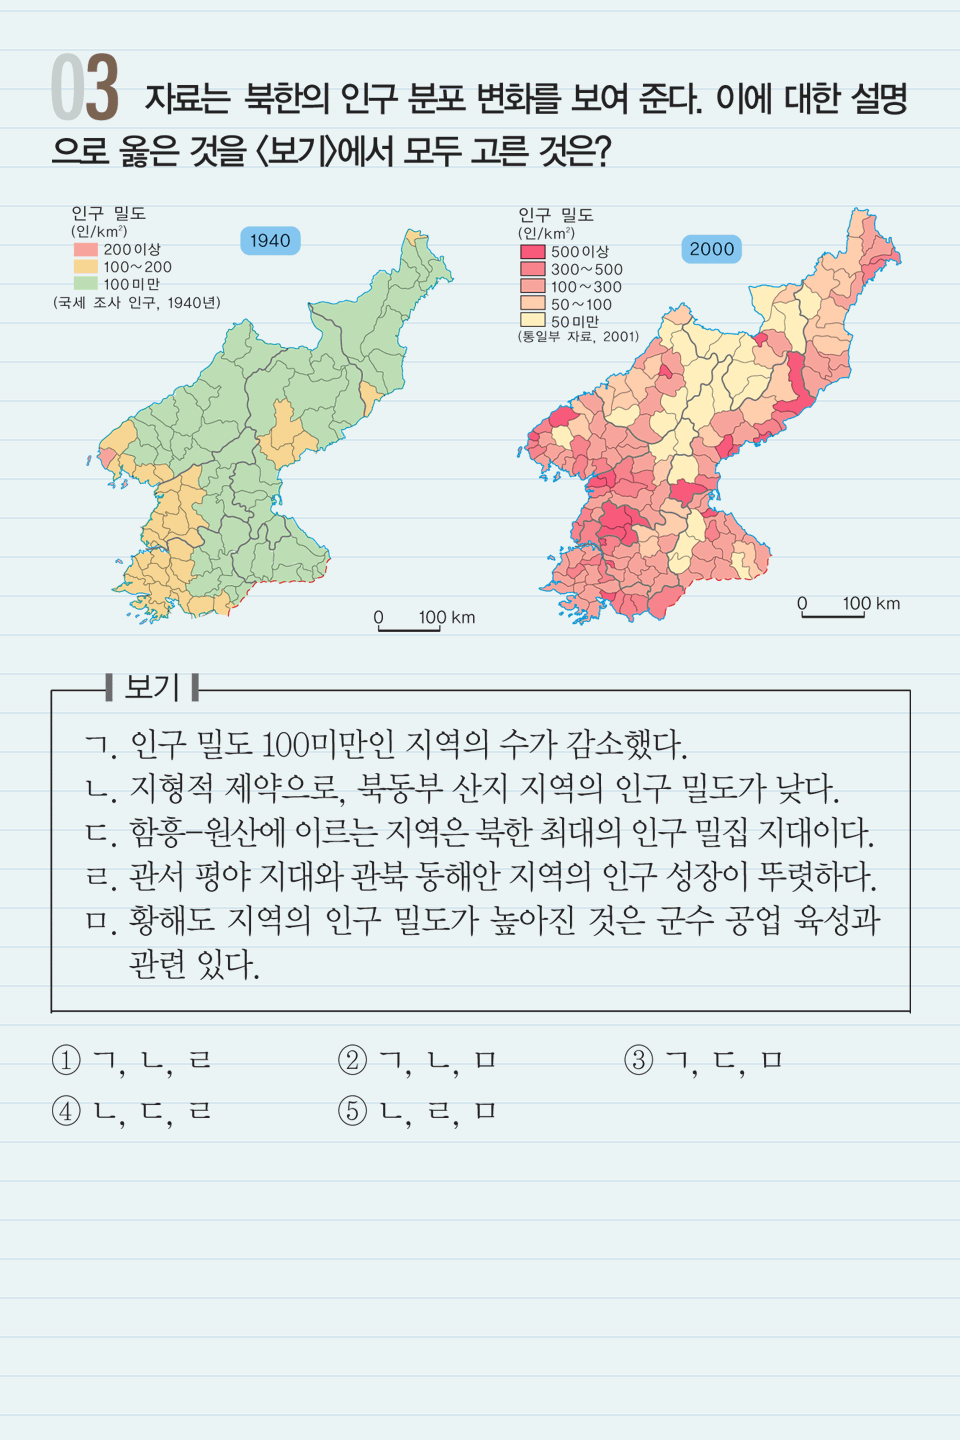 03 자료는 북한의 인구 분포 변화를 보여 준다. 이에 대한 설명
으로 옳은 것을 <보기>에서 모두 고른 것은?
인구 밀도
(인/km²)
200이상
100~200
100미만
(국세 조사 인구, 1940년)
1940
0 100 km
인구 밀도
(인/km²)
500이상
300~500
100~300
50~100
50미만
(통일부 자료, 2001)
2000
0 100 km
보기
ㄱ. 인구 밀도 100미만인 지역의 수가 감소했다.
ㄴ. 지형적 제약으로, 북동부 산지 지역의 인구 밀도가 낮다.
ㄷ. 함흥-원산에 이르는 지역은 북한 최대의 인구 밀집 지대이다.
ㄹ. 관서 평야 지대와 관북 동해안 지역의 인구 성장이 뚜렷하다.
ㅁ. 황해도 지역의 인구 밀도가 높아진 것은 군수 공업 육성과
관련 있다.
① ㄱ, ㄴ, ㄹ ② ㄱ, ㄴ, ㅁ ③ ㄱ, ㄷ, ㅁ
④ ㄴ, ㄷ, ㄹ ⑤ ㄴ, ㄹ, ㅁ